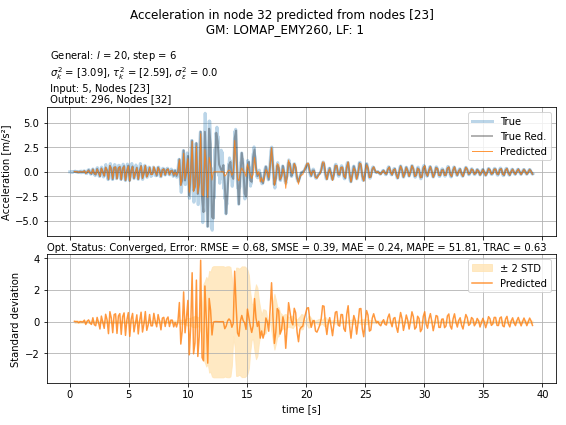 Acceleration in node 32 predicted from nodes [23]
GM: LOMAP_EMY260, LF: 1
General: l = 20, step = 6
σ_k² = [3.09], τ_k² = [2.59], σ_ε² = 0.0
Input: 5, Nodes [23]
Output: 296, Nodes [32]
Acceleration [m/s²]
5.0
2.5
0.0
−2.5
−5.0
True
True Red.
Predicted
Opt. Status: Converged, Error: RMSE = 0.68, SMSE = 0.39, MAE = 0.24, MAPE = 51.81, TRAC = 0.63
Standard deviation
4
2
0
−2
± 2 STD
Predicted
0 5 10 15 20 25 30 35 40
time [s]